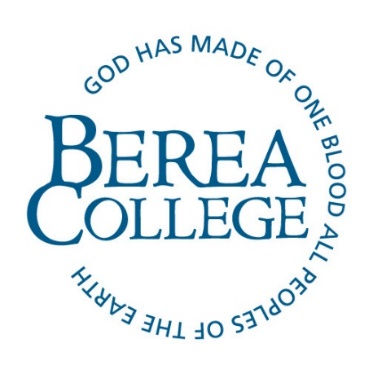 GOD HAS MADE OF ONE BLOOD ALL PEOPLES OF THE EARTH
BEREA
COLLEGE